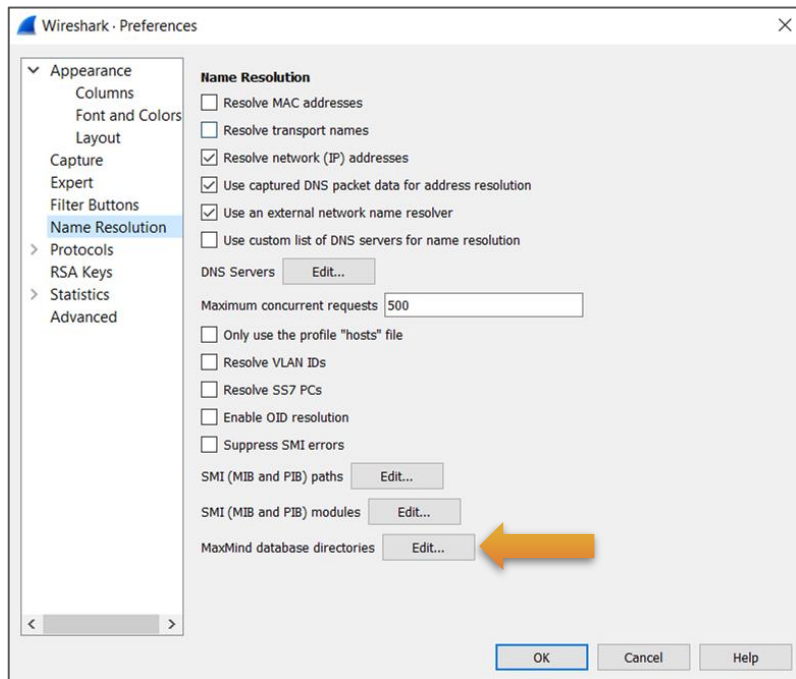 Wireshark · Preferences
Appearance
Columns
Font and Colors
Layout
Capture
Expert
Filter Buttons
Name Resolution
Protocols
RSA Keys
Statistics
Advanced
Name Resolution
Resolve MAC addresses
Resolve transport names
Resolve network (IP) addresses
Use captured DNS packet data for address resolution
Use an external network name resolver
Use custom list of DNS servers for name resolution
DNS Servers Edit...
Maximum concurrent requests 500
Only use the profile "hosts" file
Resolve VLAN IDs
Resolve SS7 PCs
Enable OID resolution
Suppress SMI errors
SMI (MIB and PIB) paths Edit...
SMI (MIB and PIB) modules Edit...
MaxMind database directories Edit...
OK Cancel Help